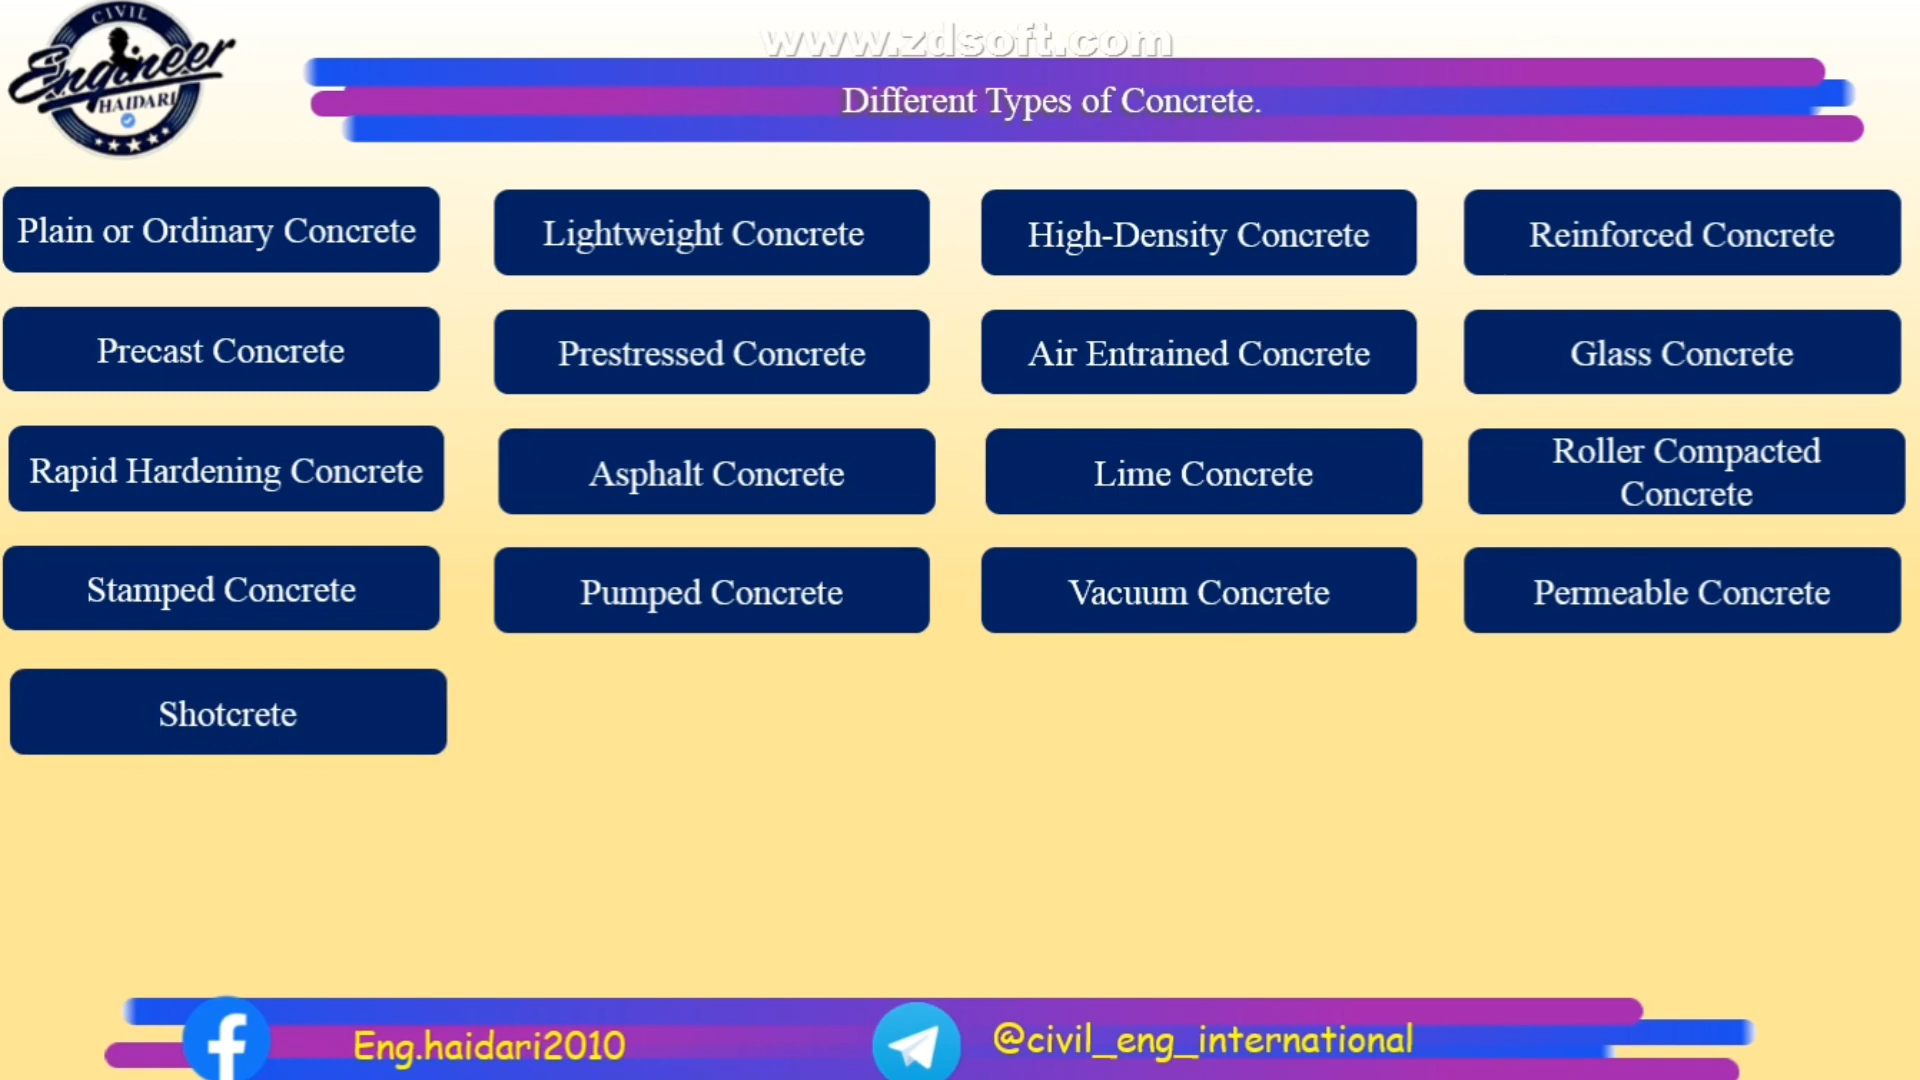 CIVIL
Engineer
HAIDARI
www.zdsoft.com
Different Types of Concrete.
Plain or Ordinary Concrete
Lightweight Concrete
High-Density Concrete
Reinforced Concrete
Precast Concrete
Prestressed Concrete
Air Entrained Concrete
Glass Concrete
Rapid Hardening Concrete
Asphalt Concrete
Lime Concrete
Roller Compacted
Concrete
Stamped Concrete
Pumped Concrete
Vacuum Concrete
Permeable Concrete
Shotcrete
Eng.haidari2010
@civil_eng_international